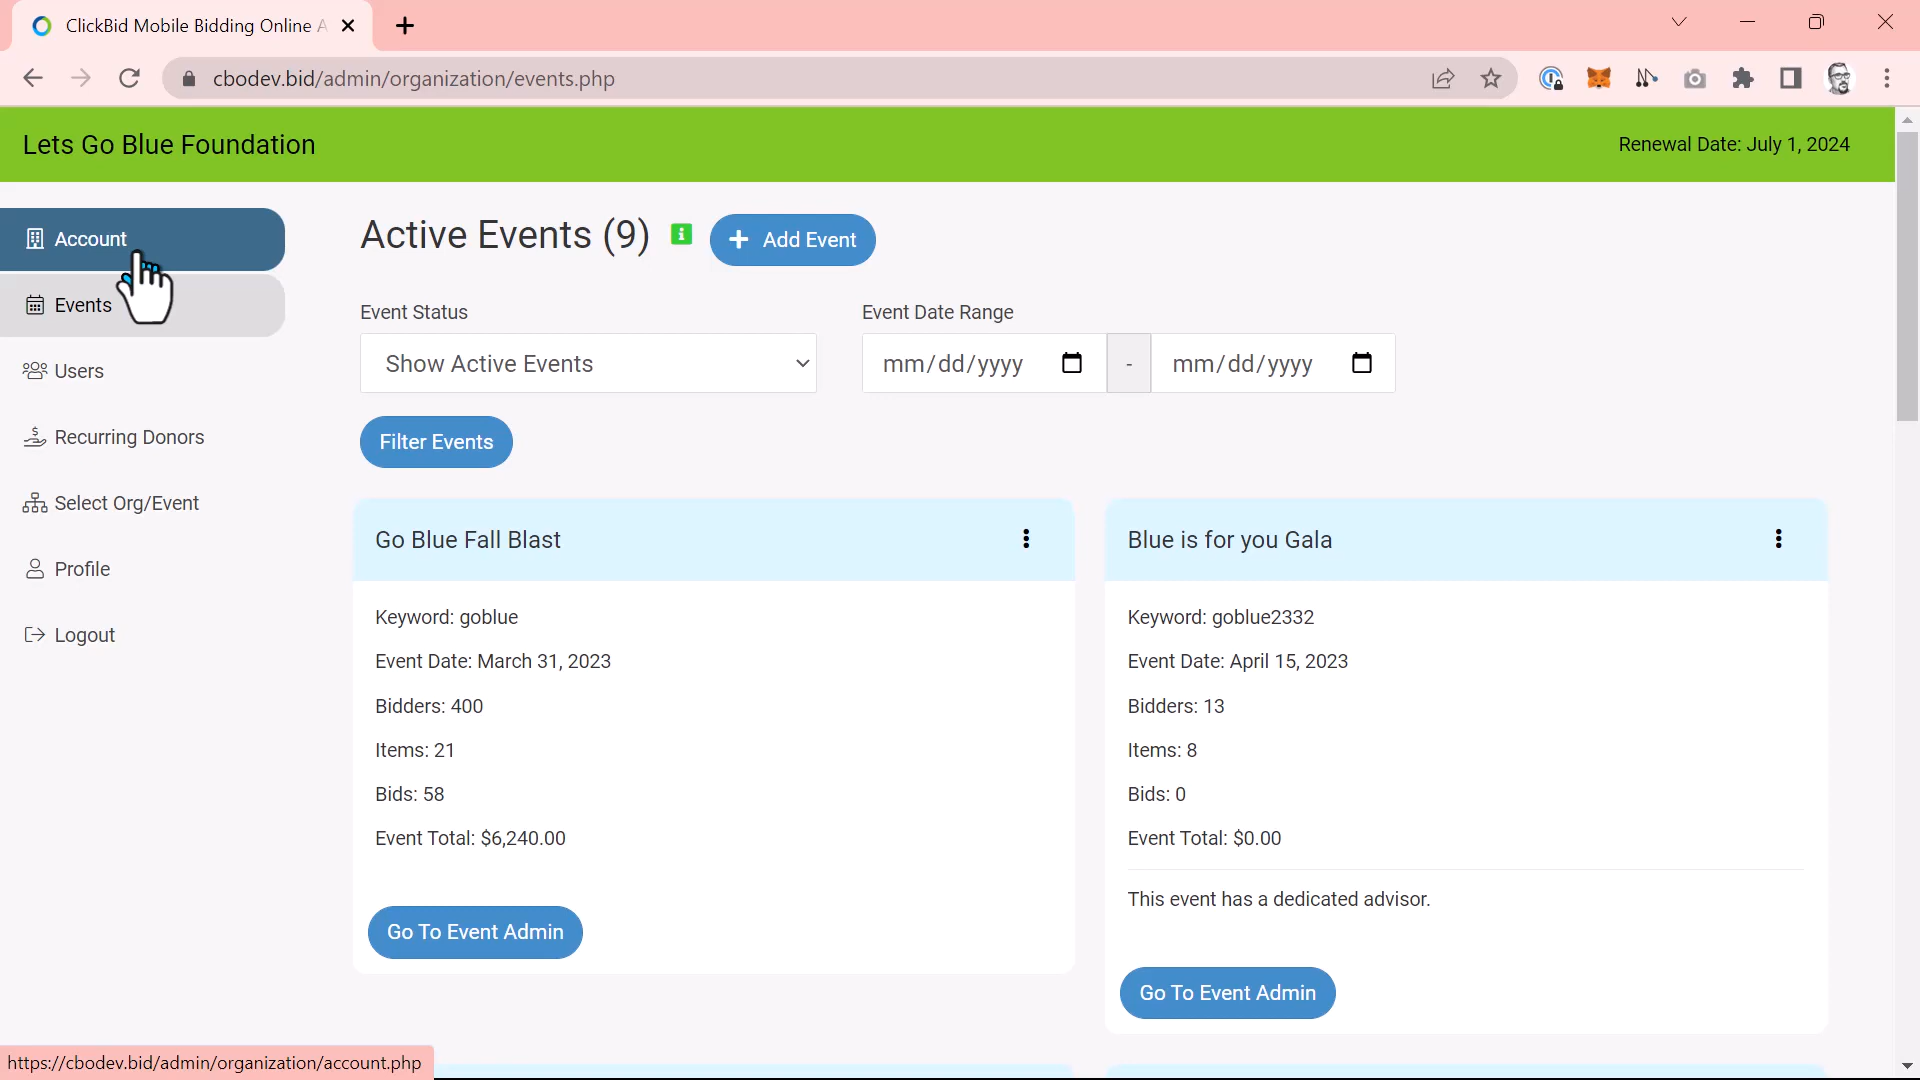 ClickBid Mobile Bidding Online A
cbodev.bid/admin/organization/events.php
Lets Go Blue Foundation
Renewal Date: July 1, 2024
Account
Events
Users
Recurring Donors
Select Org/Event
Profile
Logout
Active Events (9)
Add Event
Event Status
Show Active Events
Event Date Range
mm/dd/yyyy - mm/dd/yyyy
Filter Events
Go Blue Fall Blast
Keyword: goblue
Event Date: March 31, 2023
Bidders: 400
Items: 21
Bids: 58
Event Total: $6,240.00
Go To Event Admin
Blue is for you Gala
Keyword: goblue2332
Event Date: April 15, 2023
Bidders: 13
Items: 8
Bids: 0
Event Total: $0.00
This event has a dedicated advisor.
Go To Event Admin
https://cbodev.bid/admin/organization/account.php